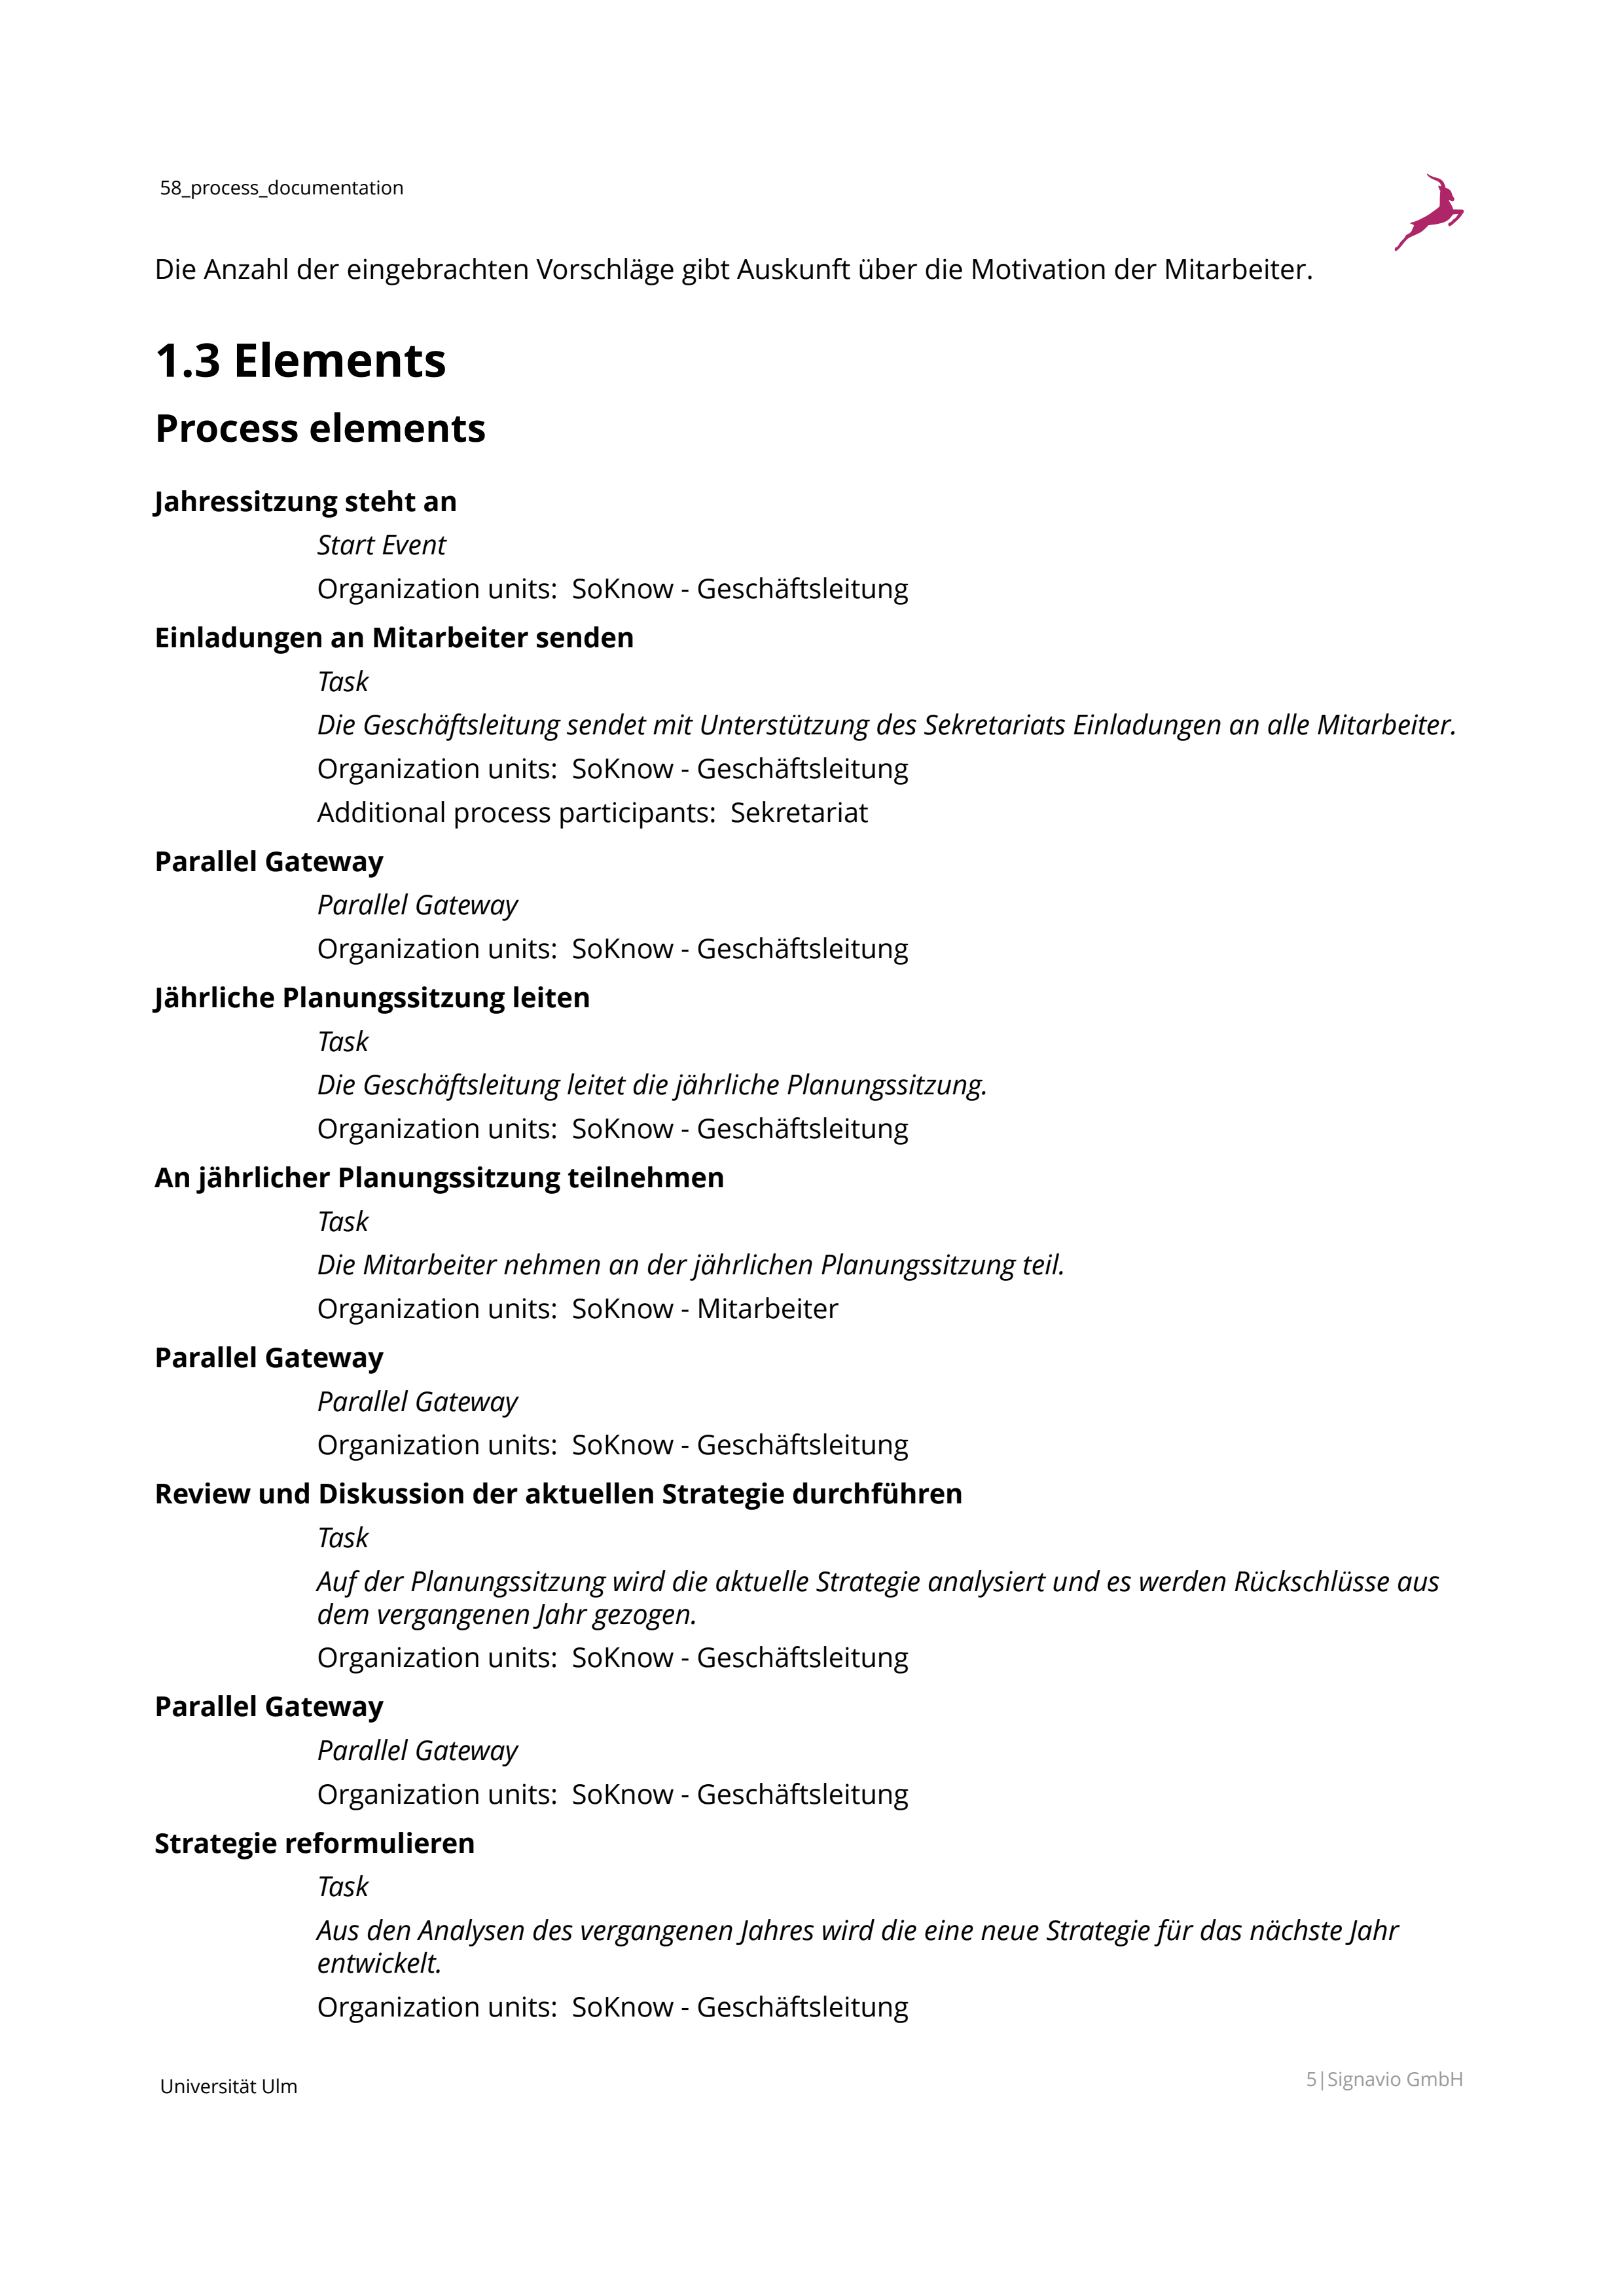 58_process_documentation
Die Anzahl der eingebrachten Vorschläge gibt Auskunft über die Motivation der Mitarbeiter.
1.3 Elements
Process elements
Jahressitzung steht an
Start Event
Organization units:  SoKnow - Geschäftsleitung
Einladungen an Mitarbeiter senden
Task
Die Geschäftsleitung sendet mit Unterstützung des Sekretariats Einladungen an alle Mitarbeiter.
Organization units:  SoKnow - Geschäftsleitung
Additional process participants:  Sekretariat
Parallel Gateway
Parallel Gateway
Organization units:  SoKnow - Geschäftsleitung
Jährliche Planungssitzung leiten
Task
Die Geschäftsleitung leitet die jährliche Planungssitzung.
Organization units:  SoKnow - Geschäftsleitung
An jährlicher Planungssitzung teilnehmen
Task
Die Mitarbeiter nehmen an der jährlichen Planungssitzung teil.
Organization units:  SoKnow - Mitarbeiter
Parallel Gateway
Parallel Gateway
Organization units:  SoKnow - Geschäftsleitung
Review und Diskussion der aktuellen Strategie durchführen
Task
Auf der Planungssitzung wird die aktuelle Strategie analysiert und es werden Rückschlüsse aus
dem vergangenen Jahr gezogen.
Organization units:  SoKnow - Geschäftsleitung
Parallel Gateway
Parallel Gateway
Organization units:  SoKnow - Geschäftsleitung
Strategie reformulieren
Task
Aus den Analysen des vergangenen Jahres wird die eine neue Strategie für das nächste Jahr
entwickelt.
Organization units:  SoKnow - Geschäftsleitung
Universität Ulm
5|Signavio GmbH